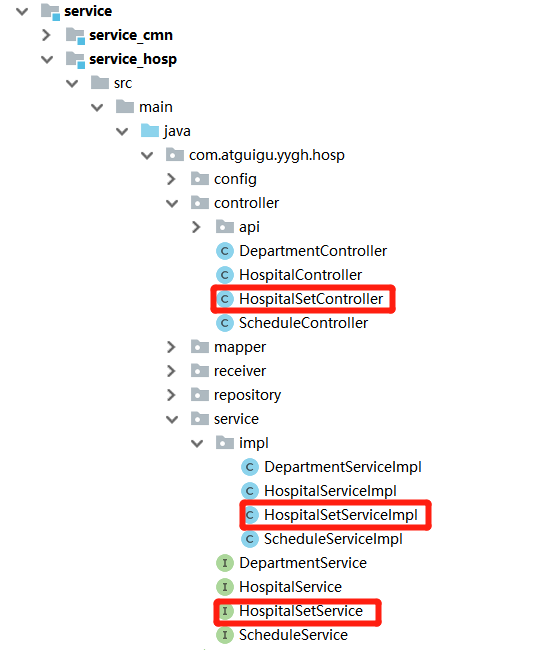 service
service_cmn
service_hosp
src
main
java
com.atguigu.yygh.hosp
config
controller
api
C DepartmentController
C HospitalController
C HospitalSetController
C ScheduleController
mapper
receiver
repository
service
impl
C DepartmentServiceImpl
C HospitalServiceImpl
C HospitalSetServiceImpl
C ScheduleServiceImpl
I DepartmentService
I HospitalService
I HospitalSetService
I ScheduleService